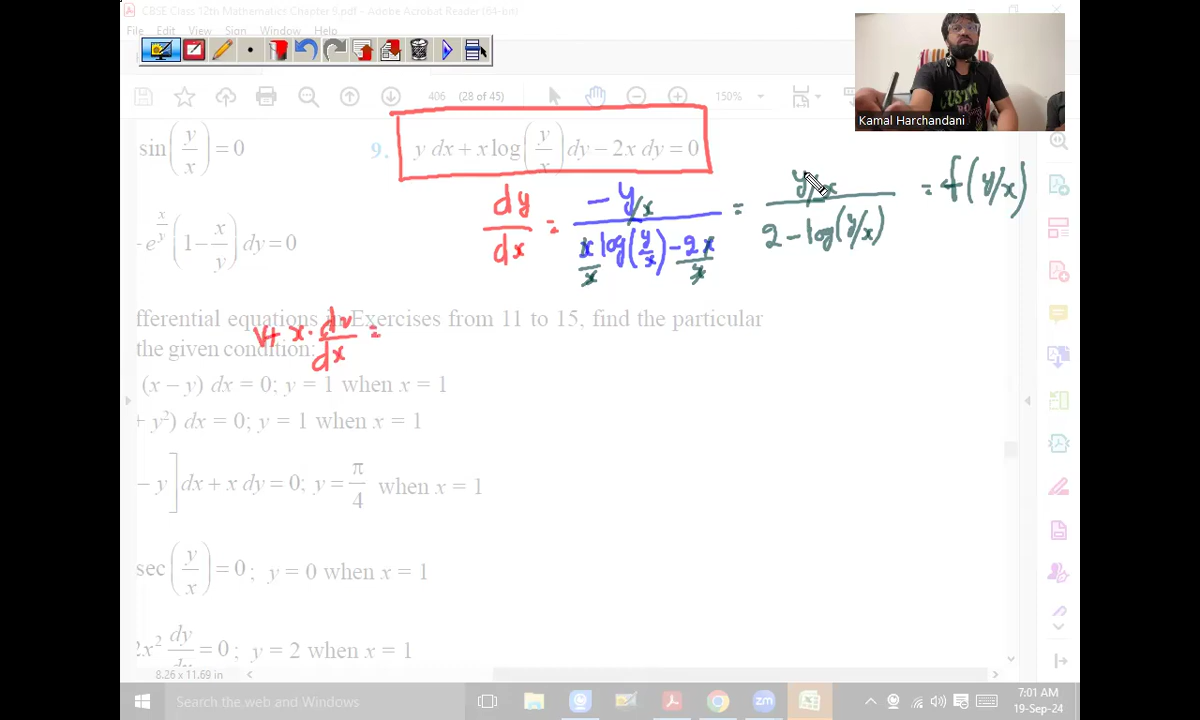 CBSE Class 12th Mathematics Chapter 9.pdf - Adobe Acrobat Reader (64-bit)
File Edit View Sign Window Help
406 (28 of 45) 150%
Kamal Harchandani
sin(y/x) = 0
9. y dx + x log(y/x) dy − 2x dy = 0
dy/dx = −y/x / (x/x log(y/x) − 2x/x) = y/x / (2 − log(y/x)) = f(y/x)
e^(x/y) (1 − x/y) dy = 0
fferential equations in Exercises from 11 to 15, find the particular
v + x · dv/dx =
the given condition:
(x − y) dx = 0; y = 1 when x = 1
+ y²) dx = 0; y = 1 when x = 1
− y] dx + x dy = 0; y = π/4 when x = 1
sec(y/x) = 0; y = 0 when x = 1
2x² dy/dx = 0; y = 2 when x = 1
8.26 x 11.69 in
Search the web and Windows
7:01 AM
19-Sep-24